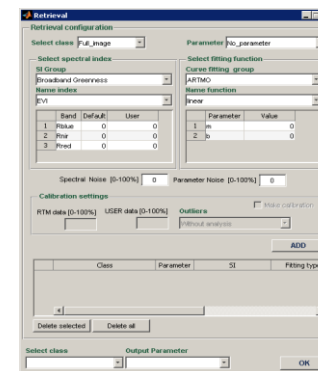 Retrieval
Retrieval configuration
Select class Full_image Parameter No_parameter
Select spectral index
SI Group
Broadband Greenness
Name index
EVI
Band Default User
1 Rblue 0 0
2 Rnir 0 0
3 Rred 0 0
Select fitting function
Curve fitting group
ARTMO
Name function
linear
Parameter Value
1 m 0
2 b 0
Spectral Noise [0-100%] 0 Parameter Noise [0-100%] 0
Calibration settings
RTM data [0-100%] USER data [0-100%] Outliers
Make calibration
Without analysis
ADD
Class Parameter SI Fitting type
Delete selected Delete all
Select class Output Parameter
OK